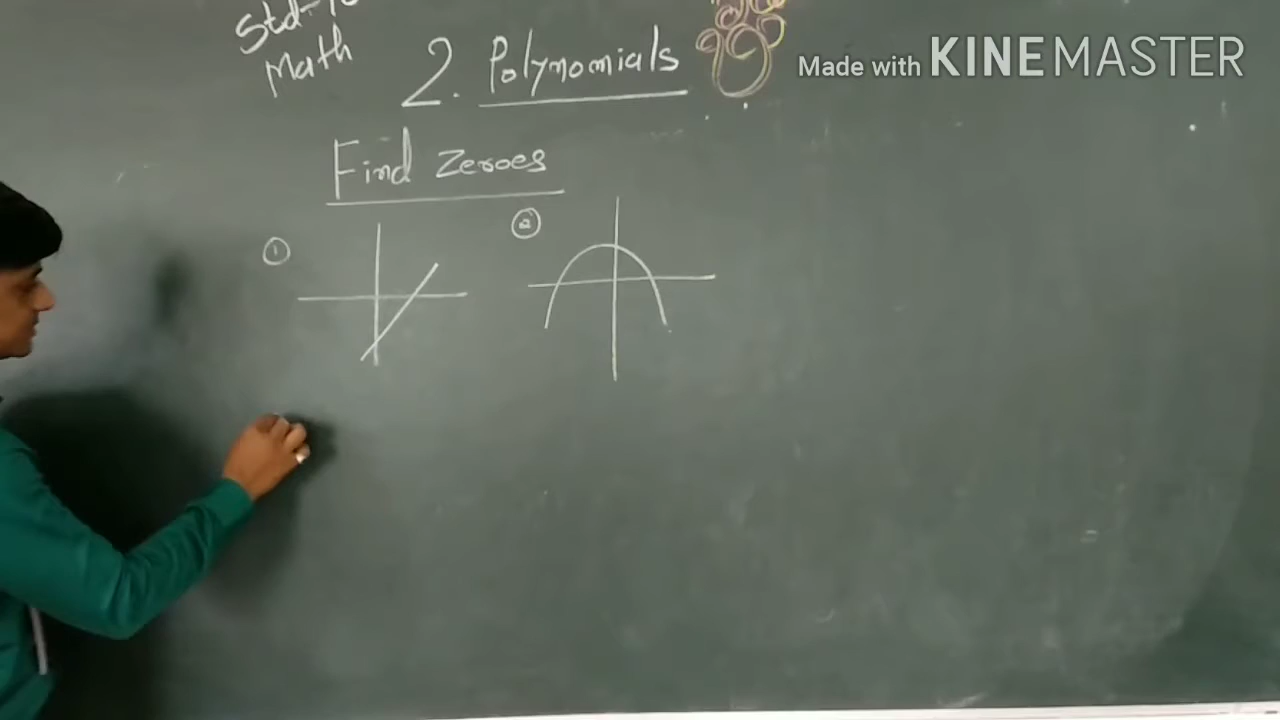 Std-10
Math
2. Polynomials
Made with KINEMASTER
Find Zeroes
① ②